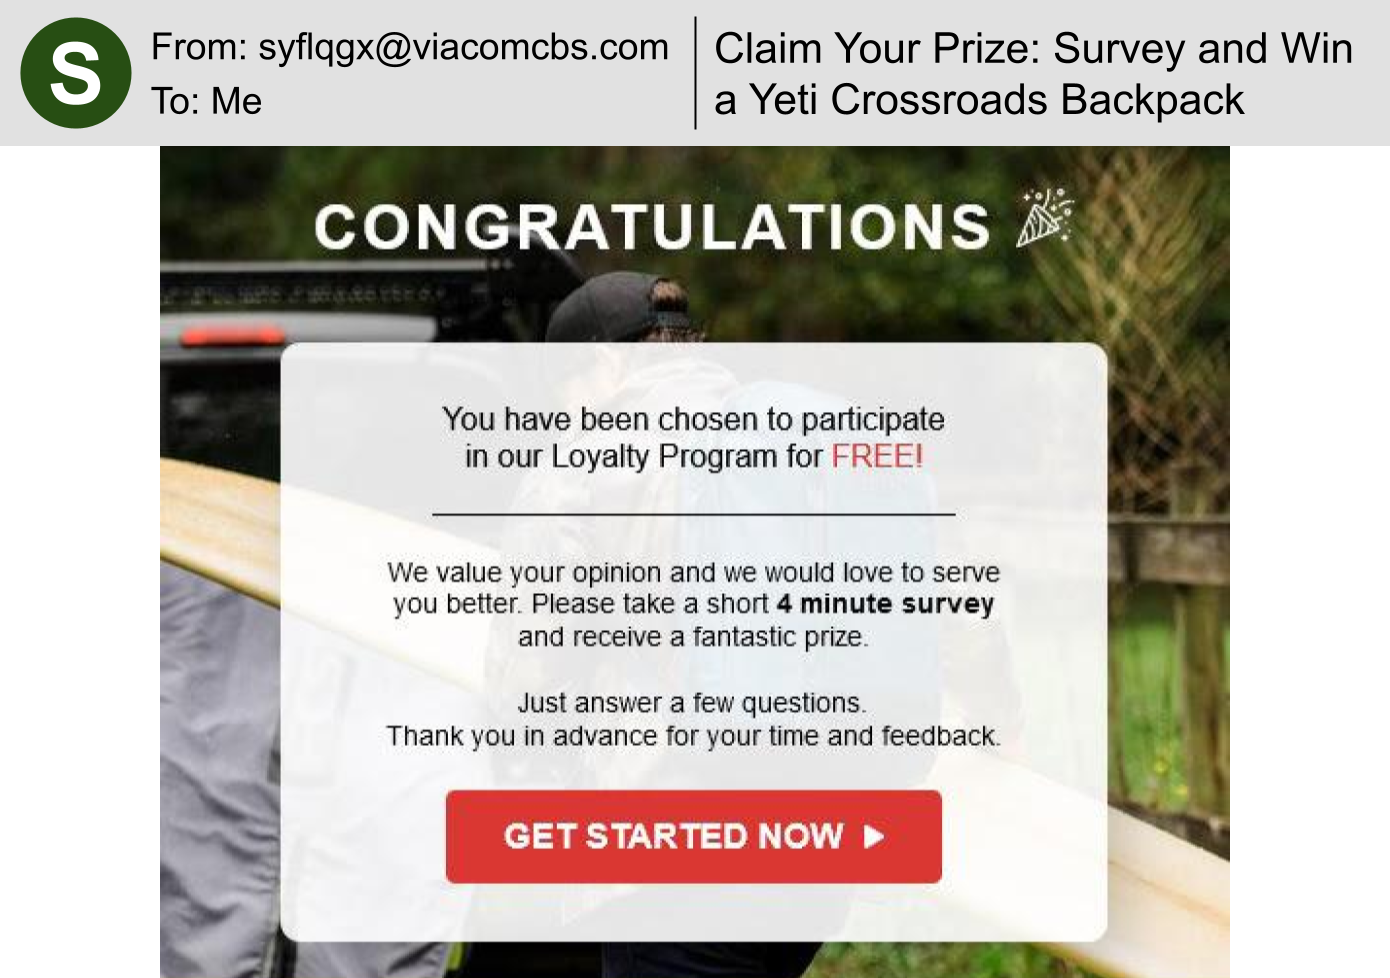 S
From: syflqgx@viacomcbs.com
To: Me
Claim Your Prize: Survey and Win
a Yeti Crossroads Backpack
CONGRATULATIONS
You have been chosen to participate
in our Loyalty Program for FREE!
We value your opinion and we would love to serve
you better. Please take a short 4 minute survey
and receive a fantastic prize.
Just answer a few questions.
Thank you in advance for your time and feedback.
GET STARTED NOW